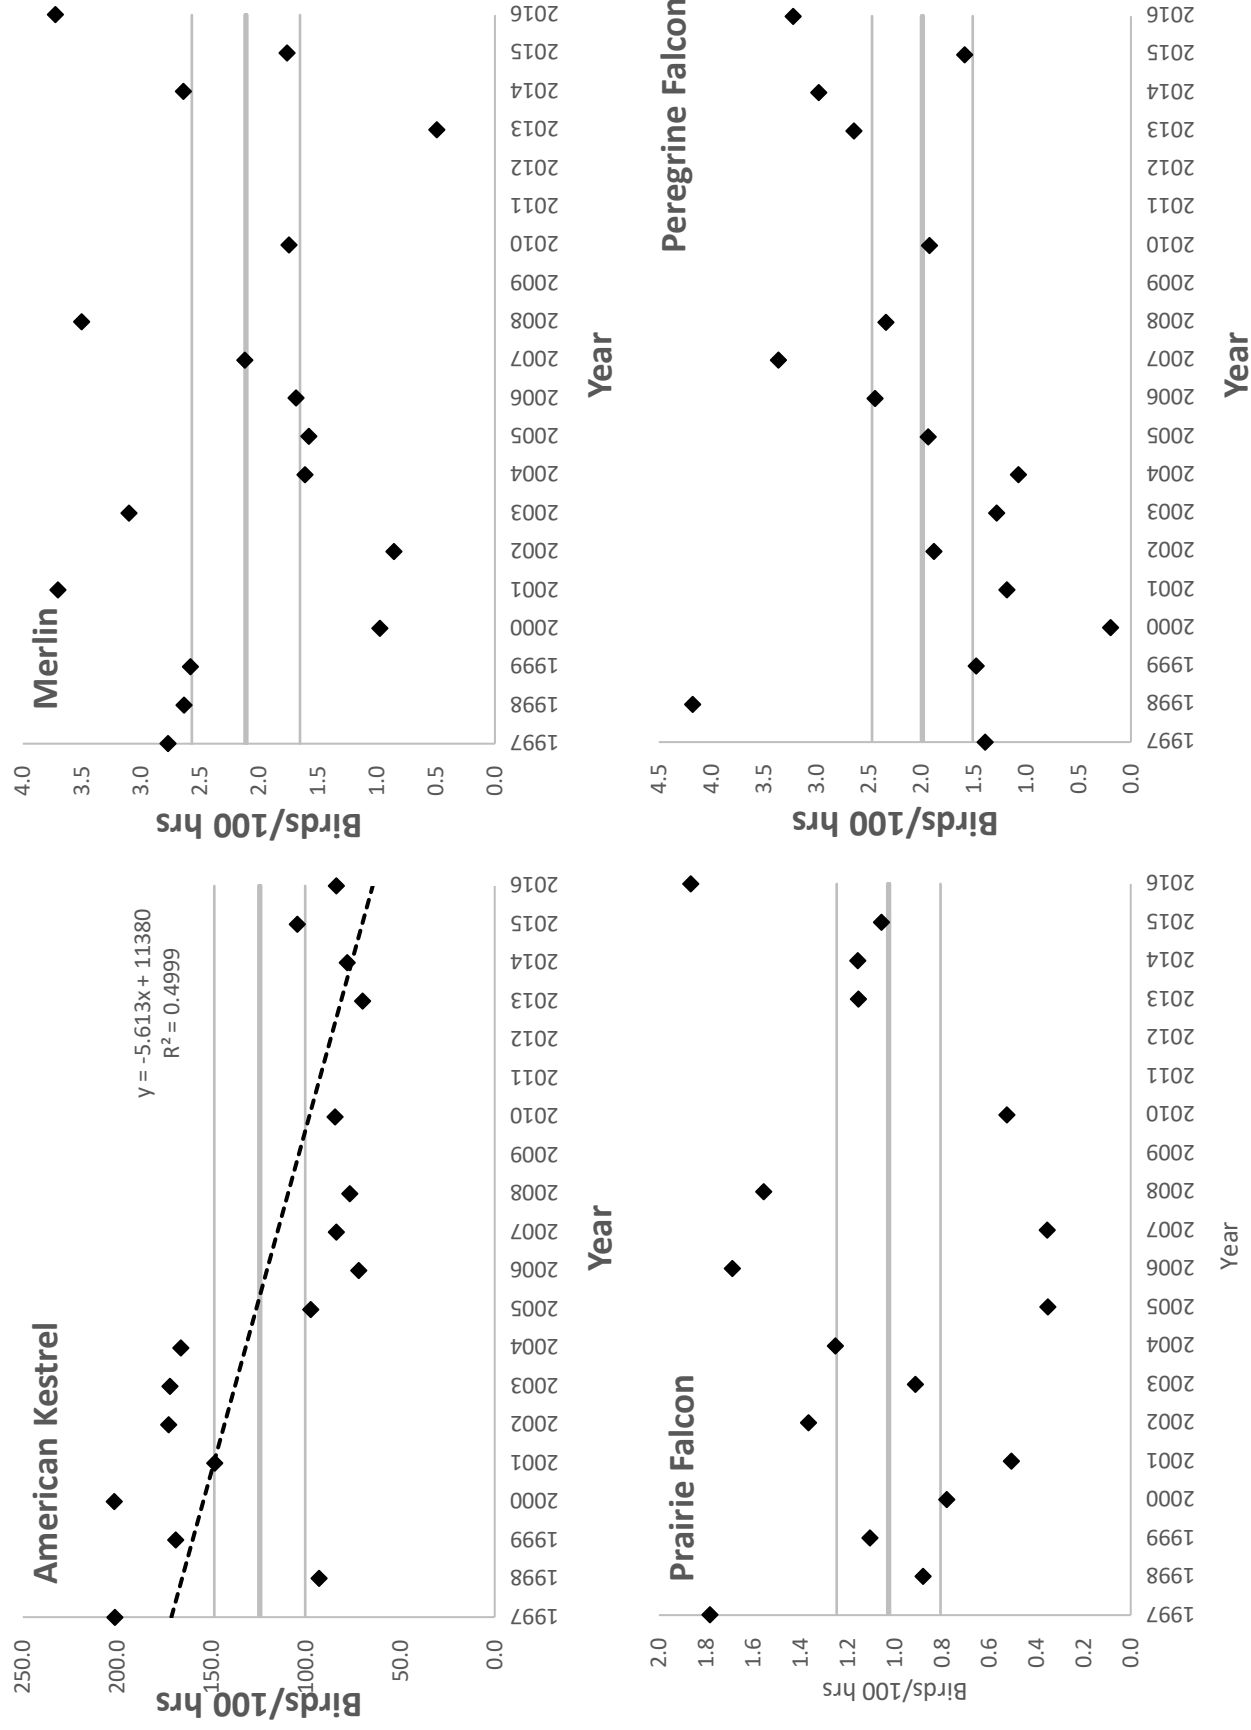 American Kestrel
y = -5.613x + 11380
R² = 0.4999
250.0
200.0
150.0
100.0
50.0
0.0
Birds/100 hrs
1997 1998 1999 2000 2001 2002 2003 2004 2005 2006 2007 2008 2009 2010 2011 2012 2013 2014 2015 2016
Year
Merlin
4.0
3.5
3.0
2.5
2.0
1.5
1.0
0.5
0.0
Birds/100 hrs
1997 1998 1999 2000 2001 2002 2003 2004 2005 2006 2007 2008 2009 2010 2011 2012 2013 2014 2015 2016
Year
Prairie Falcon
2.0
1.8
1.6
1.4
1.2
1.0
0.8
0.6
0.4
0.2
0.0
Birds/100 hrs
1997 1998 1999 2000 2001 2002 2003 2004 2005 2006 2007 2008 2009 2010 2011 2012 2013 2014 2015 2016
Year
Peregrine Falcon
4.5
4.0
3.5
3.0
2.5
2.0
1.5
1.0
0.5
0.0
Birds/100 hrs
1997 1998 1999 2000 2001 2002 2003 2004 2005 2006 2007 2008 2009 2010 2011 2012 2013 2014 2015 2016
Year